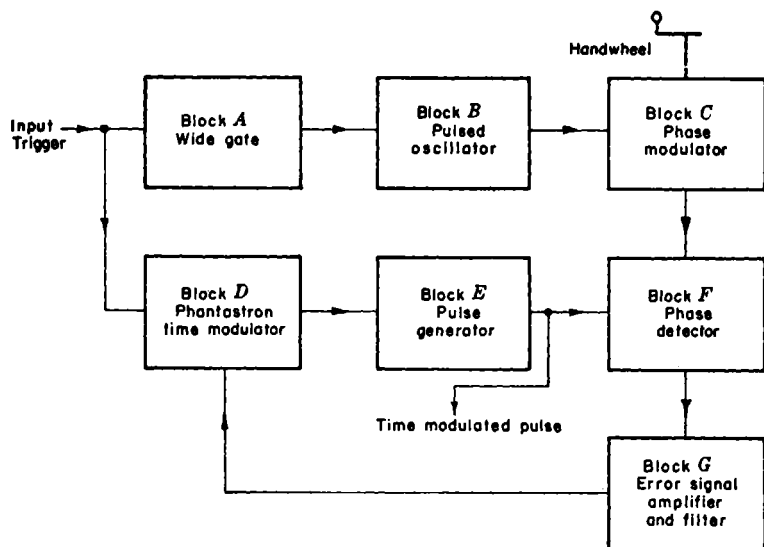 Handwheel
Input
Trigger
Block A
Wide gate
Block B
Pulsed
oscillator
Block C
Phase
modulator
Block D
Phantastron
time modulator
Block E
Pulse
generator
Block F
Phase
detector
Time modulated pulse
Block G
Error signal
amplifier
and filter